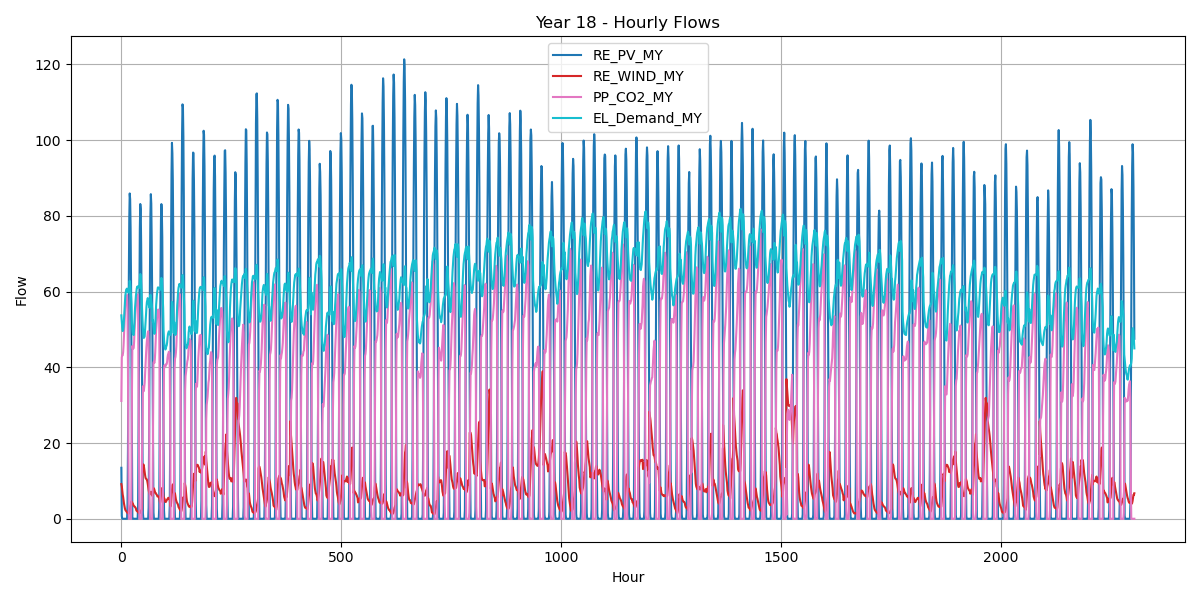 Year 18 - Hourly Flows
RE_PV_MY
RE_WIND_MY
PP_CO2_MY
EL_Demand_MY
120
100
80
60
40
20
0
Flow
0 500 1000 1500 2000
Hour